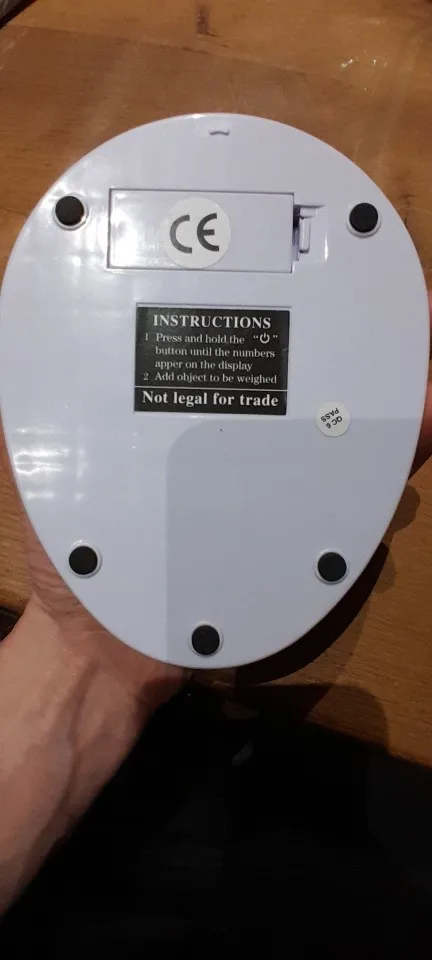 CE
INSTRUCTIONS
1 Press and hold the "⏻"
button until the numbers
apper on the display
2 Add object to be weighed
Not legal for trade
QC 6
PASS